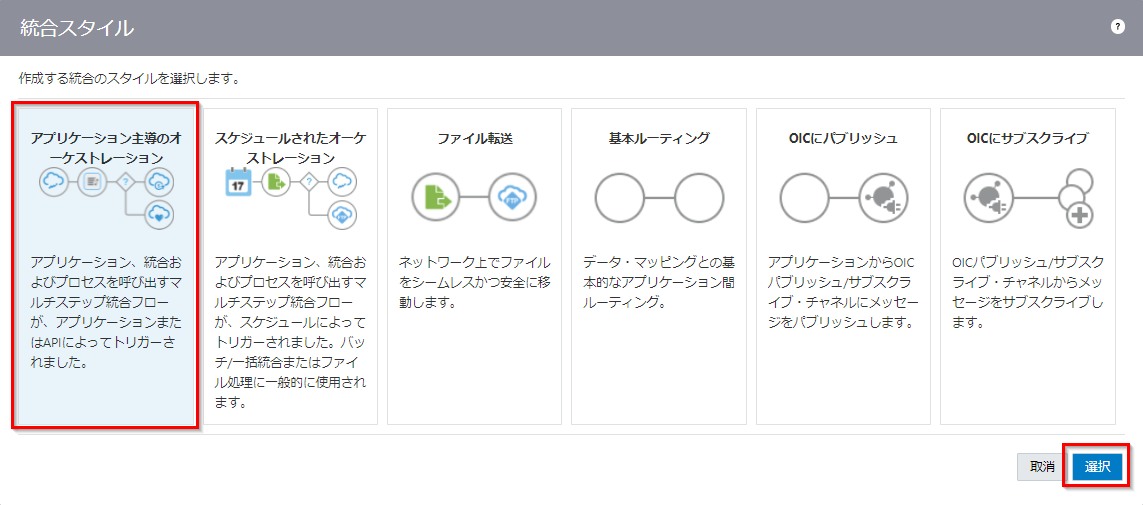 統合スタイル
?
作成する統合のスタイルを選択します。
アプリケーション主導のオ
ーケストレーション
?
アプリケーション、統合お
よびプロセスを呼び出すマ
ルチステップ統合フロー
が、アプリケーションまた
はAPIによってトリガーさ
れました。
スケジュールされたオーケ
ストレーション
17
?
FTP
アプリケーション、統合お
よびプロセスを呼び出すマ
ルチステップ統合フロー
が、スケジュールによって
トリガーされました。バッ
チ/一括統合またはファイ
ル処理に一般的に使用され
ます。
ファイル転送
FTP
ネットワーク上でファイル
をシームレスかつ安全に移
動します。
基本ルーティング
データ・マッピングとの基
本的なアプリケーション間
ルーティング。
OICにパブリッシュ
アプリケーションからOIC
パブリッシュ/サブスクラ
イブ・チャネルにメッセー
ジをパブリッシュします。
OICにサブスクライブ
OICパブリッシュ/サブスク
ライブ・チャネルからメッ
セージをサブスクライブし
ます。
取消
選択